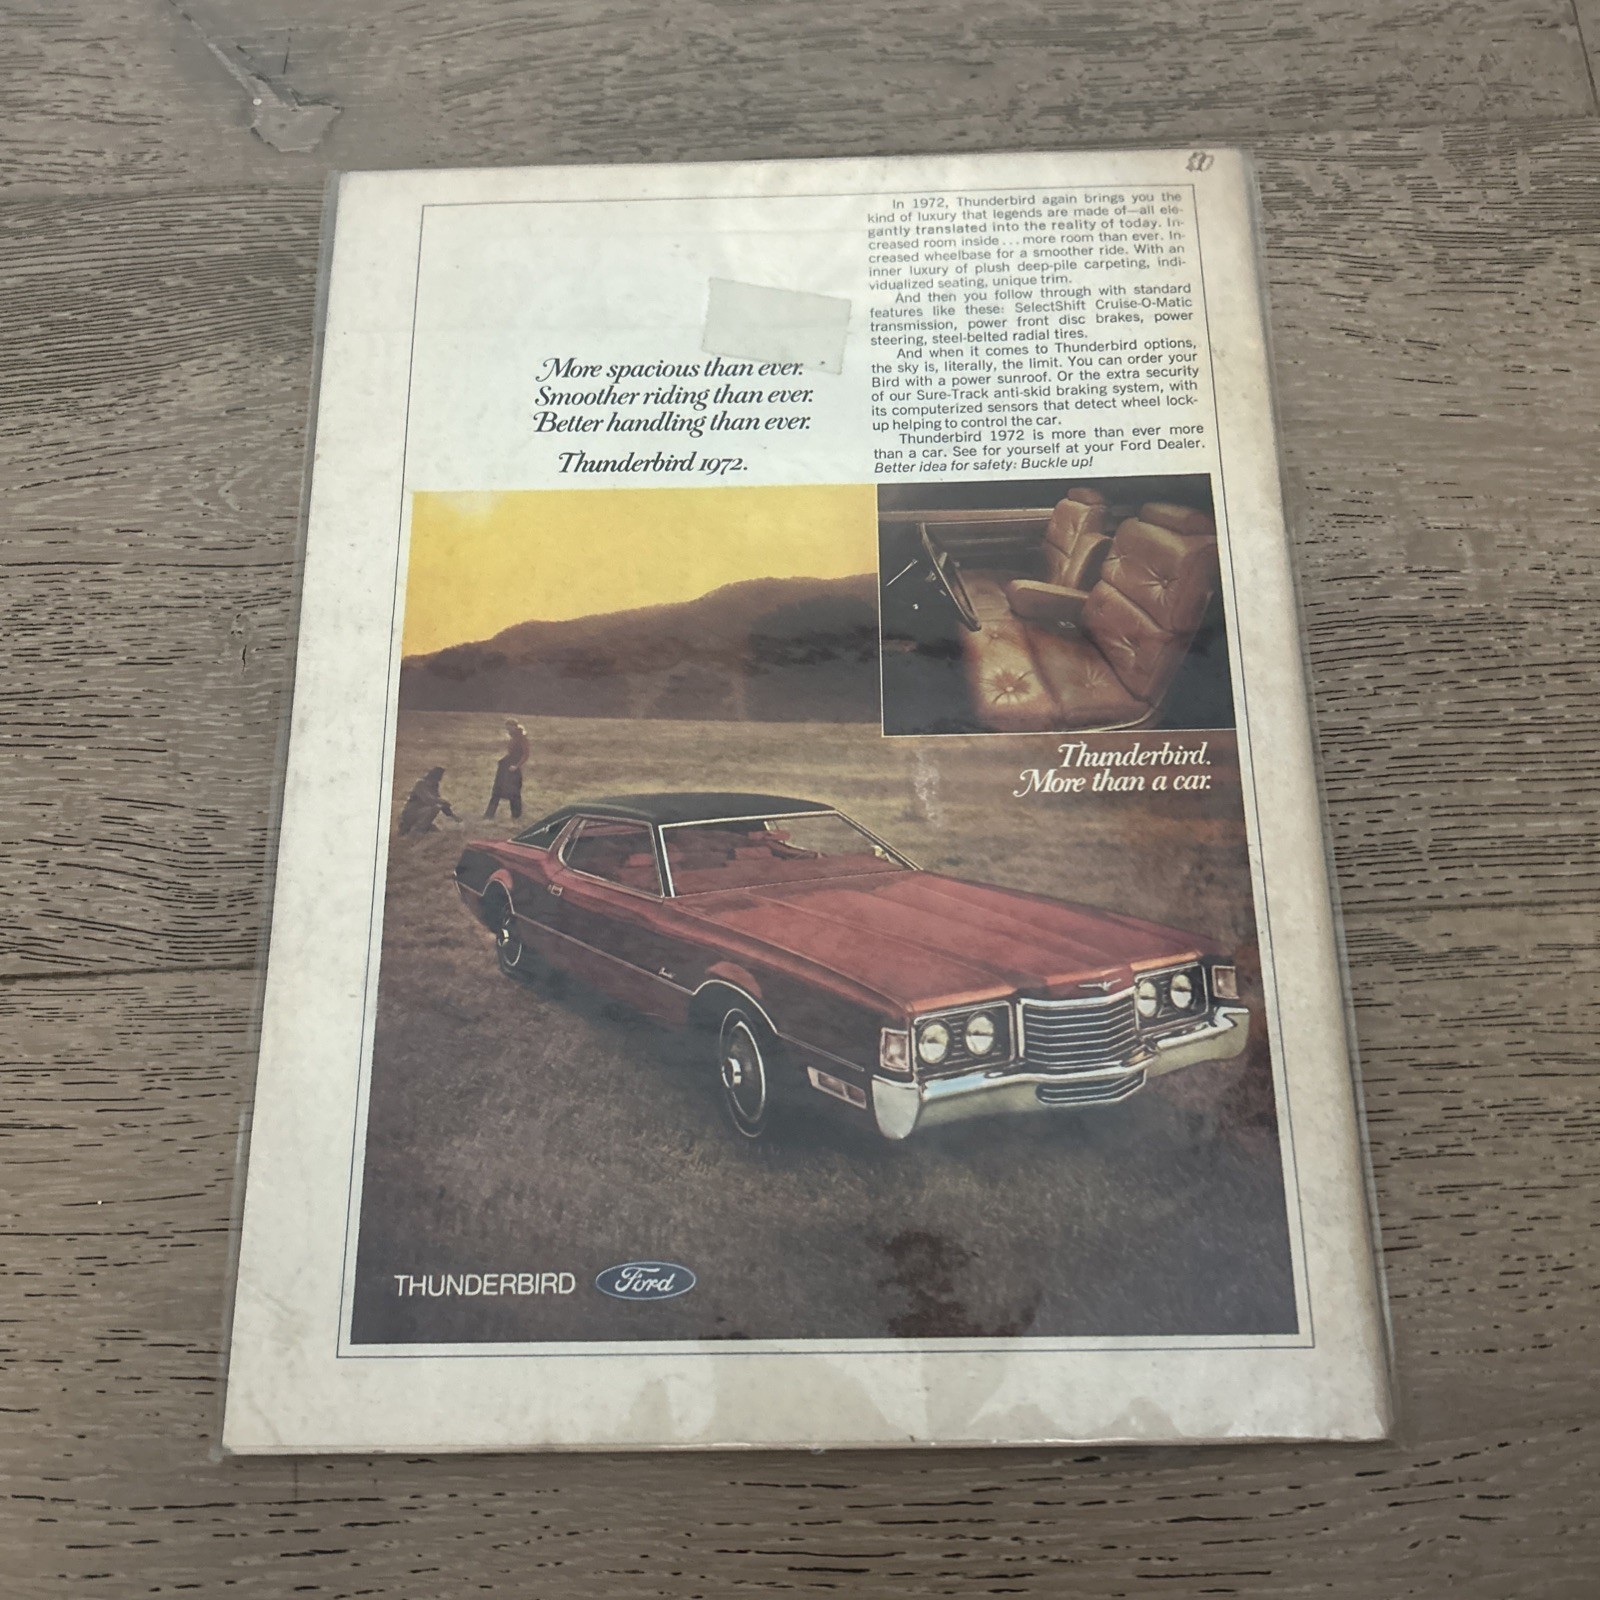 In 1972, Thunderbird again brings you the
kind of luxury that legends are made of—all ele-
gantly translated into the reality of today. In-
creased room inside . . . more room than ever. In-
creased wheelbase for a smoother ride. With an
inner luxury of plush deep-pile carpeting, indi-
vidualized seating, unique trim.
And then you follow through with standard
features like these: SelectShift Cruise-O-Matic
transmission, power front disc brakes, power
steering, steel-belted radial tires.
And when it comes to Thunderbird options,
the sky is, literally, the limit. You can order your
Bird with a power sunroof. Or the extra security
of our Sure-Track anti-skid braking system, with
its computerized sensors that detect wheel lock-
up helping to control the car.
Thunderbird 1972 is more than ever more
than a car. See for yourself at your Ford Dealer.
Better idea for safety: Buckle up!
More spacious than ever.
Smoother riding than ever.
Better handling than ever.
Thunderbird 1972.
Thunderbird.
More than a car.
THUNDERBIRD Ford